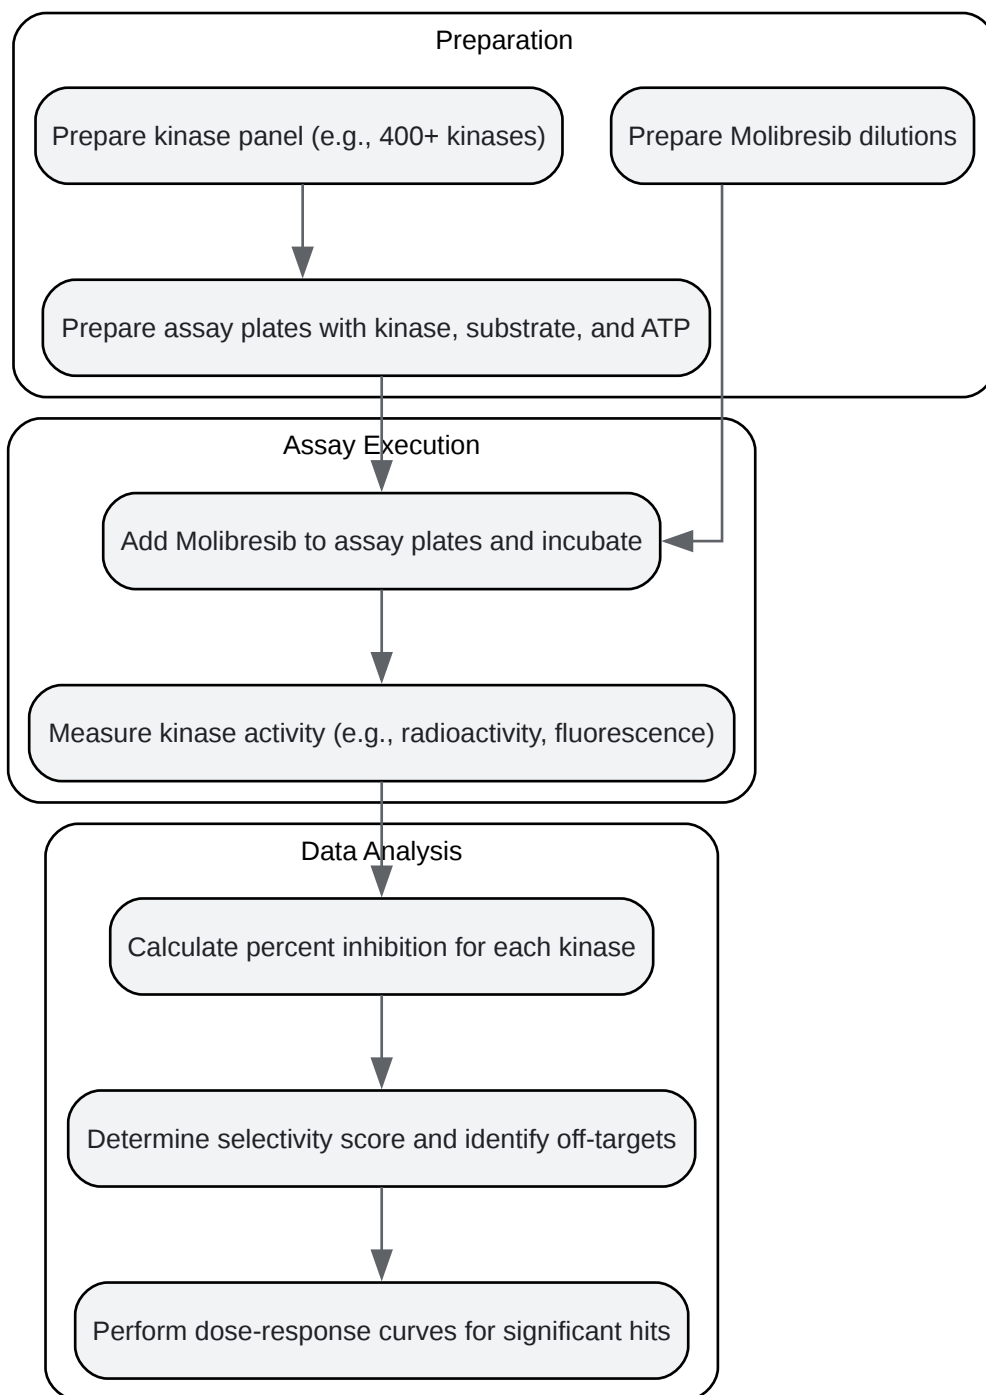 Preparation
Prepare kinase panel (e.g., 400+ kinases)
Prepare Molibresib dilutions
Prepare assay plates with kinase, substrate, and ATP
Assay Execution
Add Molibresib to assay plates and incubate
Measure kinase activity (e.g., radioactivity, fluorescence)
Data Analysis
Calculate percent inhibition for each kinase
Determine selectivity score and identify off-targets
Perform dose-response curves for significant hits